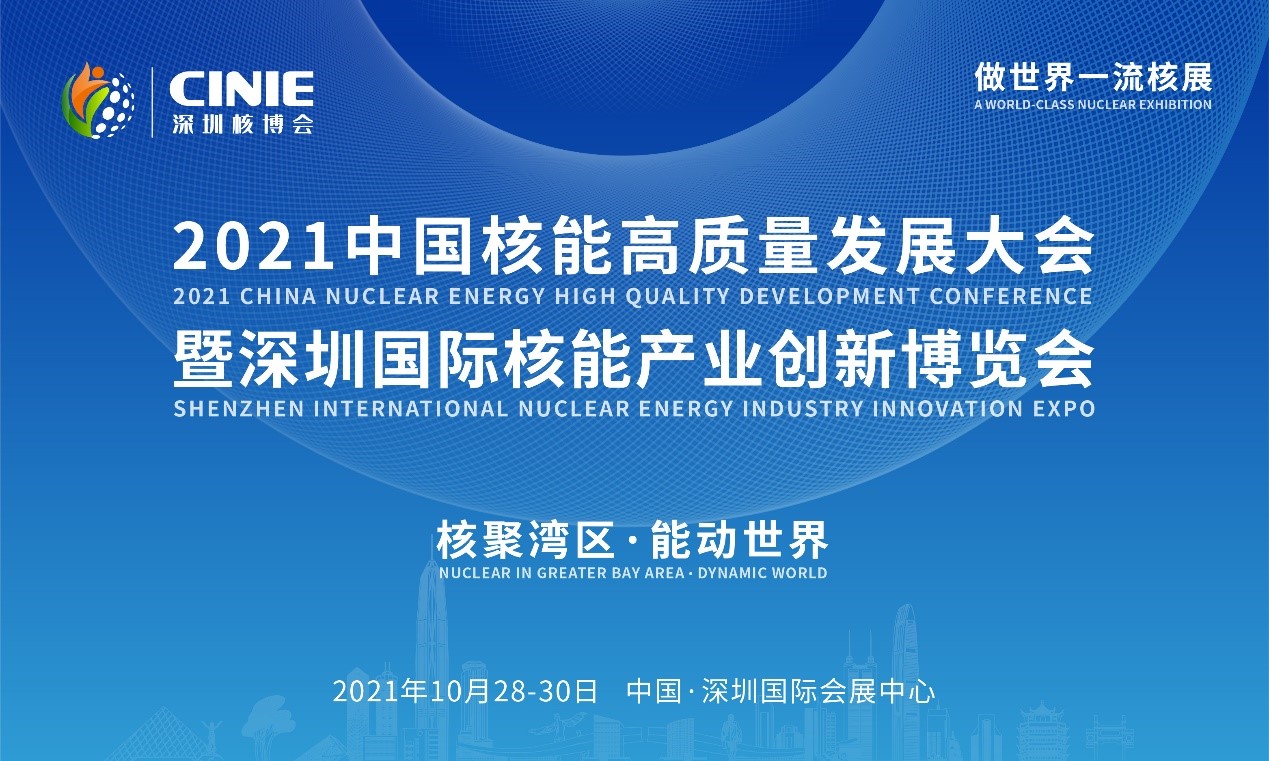 CINIE
深圳核博会
做世界一流核展
A WORLD-CLASS NUCLEAR EXHIBITION
2021中国核能高质量发展大会
2021 CHINA NUCLEAR ENERGY HIGH QUALITY DEVELOPMENT CONFERENCE
暨深圳国际核能产业创新博览会
SHENZHEN INTERNATIONAL NUCLEAR ENERGY INDUSTRY INNOVATION EXPO
核聚湾区·能动世界
NUCLEAR IN GREATER BAY AREA · DYNAMIC WORLD
2021年10月28-30日 中国·深圳国际会展中心